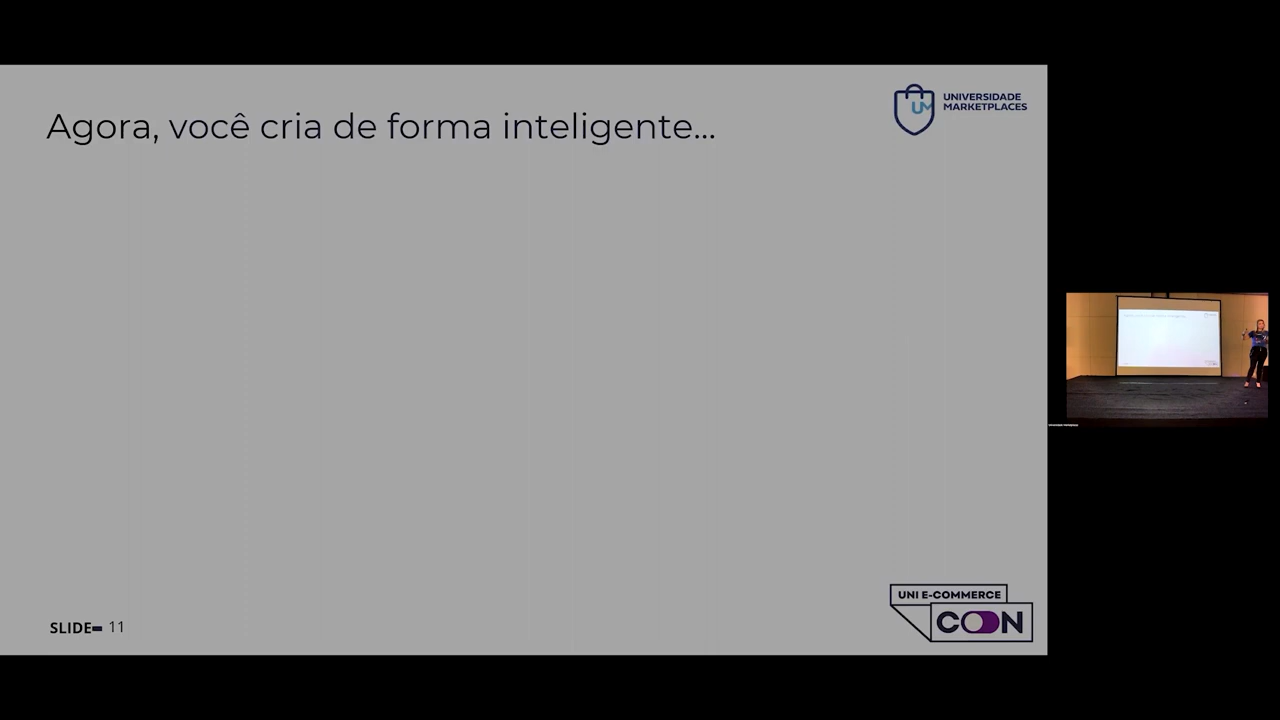 Agora, você cria de forma inteligente...
UNIVERSIDADE
MARKETPLACES
UNI E-COMMERCE
CON
SLIDE 11